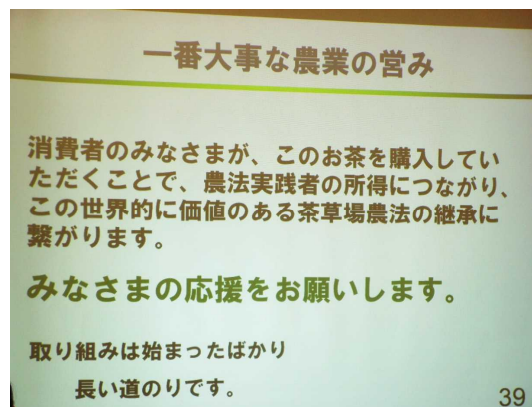 一番大事な農業の営み
消費者のみなさまが、このお茶を購入してい
ただくことで、農法実践者の所得につながり、
この世界的に価値のある茶草場農法の継承に
繋がります。
みなさまの応援をお願いします。
取り組みは始まったばかり
長い道のりです。
39